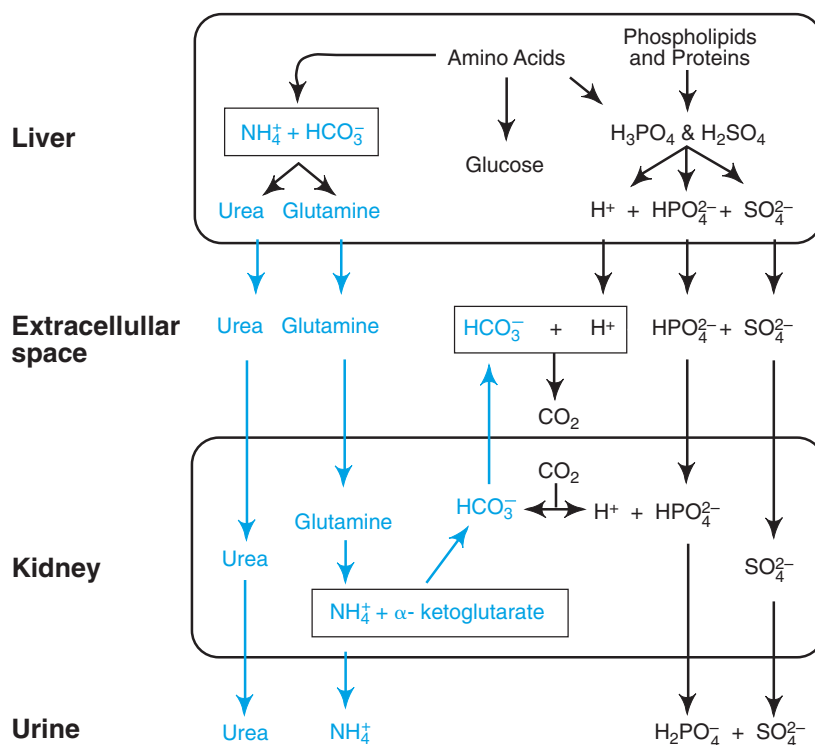 Phospholipids
and Proteins
Amino Acids
Liver
NH₄⁺ + HCO₃⁻
H₃PO₄ & H₂SO₄
Glucose
Urea Glutamine
H⁺ + HPO₄²⁻ + SO₄²⁻
Extracellullar
space
Urea Glutamine
HCO₃⁻ + H⁺
HPO₄²⁻ + SO₄²⁻
CO₂
CO₂
HCO₃⁻
H⁺ + HPO₄²⁻
Glutamine
Kidney
Urea
SO₄²⁻
NH₄⁺ + α- ketoglutarate
Urine
Urea
NH₄⁺
H₂PO₄⁻ + SO₄²⁻